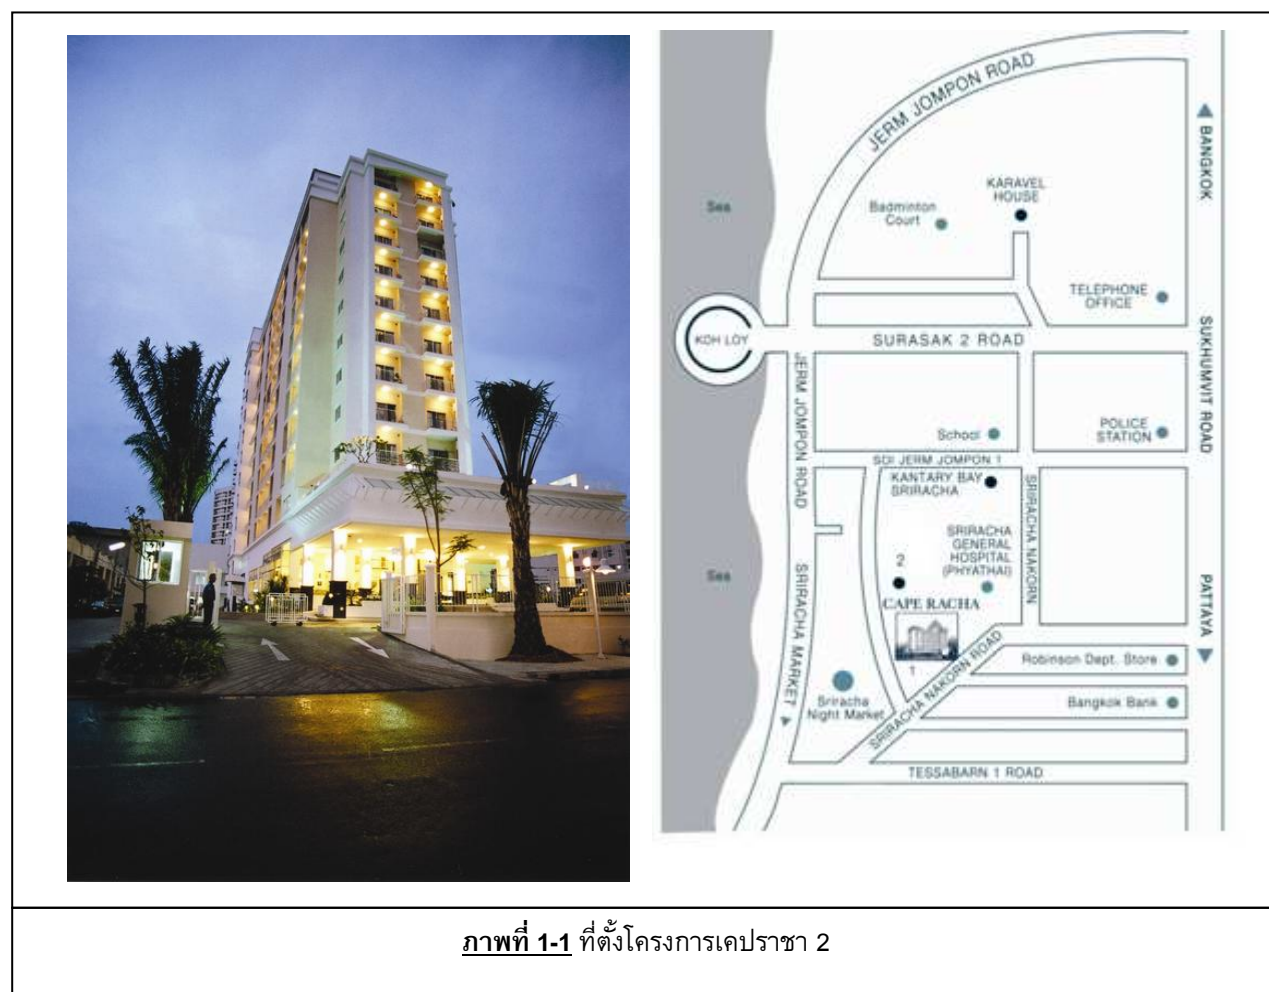 JERM JOMPON ROAD
BANGKOK
KARAVEL
HOUSE
Badminton
Court
Sea
TELEPHONE
OFFICE
KOH LOY
SURASAK 2 ROAD
SUKHUMVIT ROAD
JERM JOMPON ROAD
School
POLICE
STATION
SOI JERM JOMPON 1
KANTARY BAY
SRIRACHA
SRIRACHA NAKORN
SRIRACHA
GENERAL
HOSPITAL
(PHYATHAI)
2
Sea
SRIRACHA MARKET
PATTAYA
CAPE RACHA
1
SRIRACHA NAKORN ROAD
Robinson Dept. Store
Sriracha
Night Market
Bangkok Bank
TESSABARN 1 ROAD
ภาพที่ 1-1 ที่ตั้งโครงการเคปราชา 2